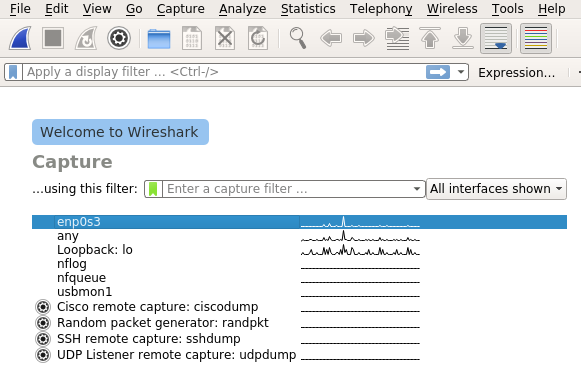 File Edit View Go Capture Analyze Statistics Telephony Wireless Tools Help
Apply a display filter ... <Ctrl-/> Expression...
Welcome to Wireshark
Capture
...using this filter: Enter a capture filter ... All interfaces shown
enp0s3
any
Loopback: lo
nflog
nfqueue
usbmon1
Cisco remote capture: ciscodump
Random packet generator: randpkt
SSH remote capture: sshdump
UDP Listener remote capture: udpdump